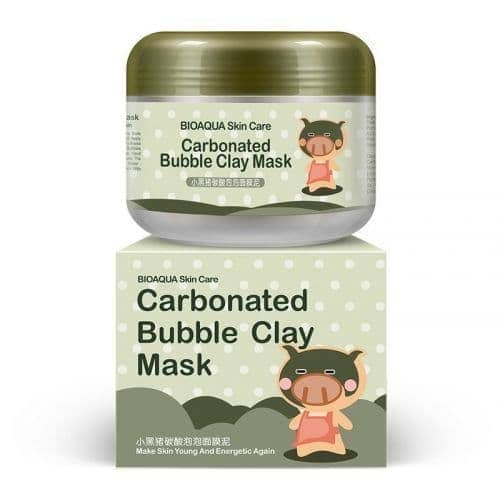 BIOAQUA Skin Care
Carbonated
Bubble Clay Mask
小黑猪碳酸泡泡面膜泥
BIOAQUA Skin Care
Carbonated
Bubble Clay
Mask
小黑猪碳酸泡泡面膜泥
Make Skin Young And Energetic Again